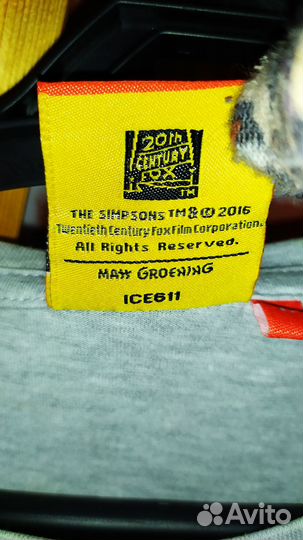 20th
CENTURY
FOX
TM
THE SIMPSONS TM & © 2016
Twentieth Century Fox Film Corporation.
All Rights Reserved.
MATT GROENING
ICE611
Avito